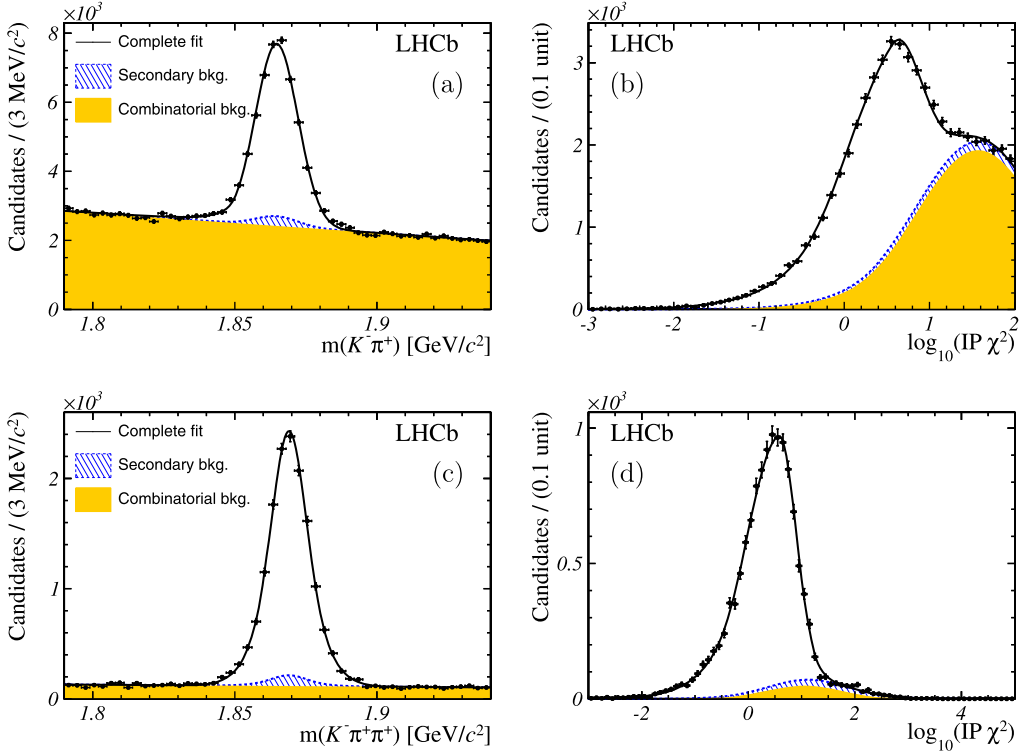 ×10³
8
6
4
2
0
Candidates / (3 MeV/c²)
Complete fit
Secondary bkg.
Combinatorial bkg.
LHCb
(a)
1.8
1.85
1.9
m(K⁻π⁺) [GeV/c²]
×10³
3
2
1
0
Candidates / (0.1 unit)
LHCb
(b)
-3
-2
-1
0
1
2
log₁₀(IP χ²)
×10³
2
1
0
Candidates / (3 MeV/c²)
Complete fit
Secondary bkg.
Combinatorial bkg.
LHCb
(c)
1.8
1.85
1.9
m(K⁻π⁺π⁺) [GeV/c²]
×10³
1
0.5
0
Candidates / (0.1 unit)
LHCb
(d)
-2
0
2
4
log₁₀(IP χ²)